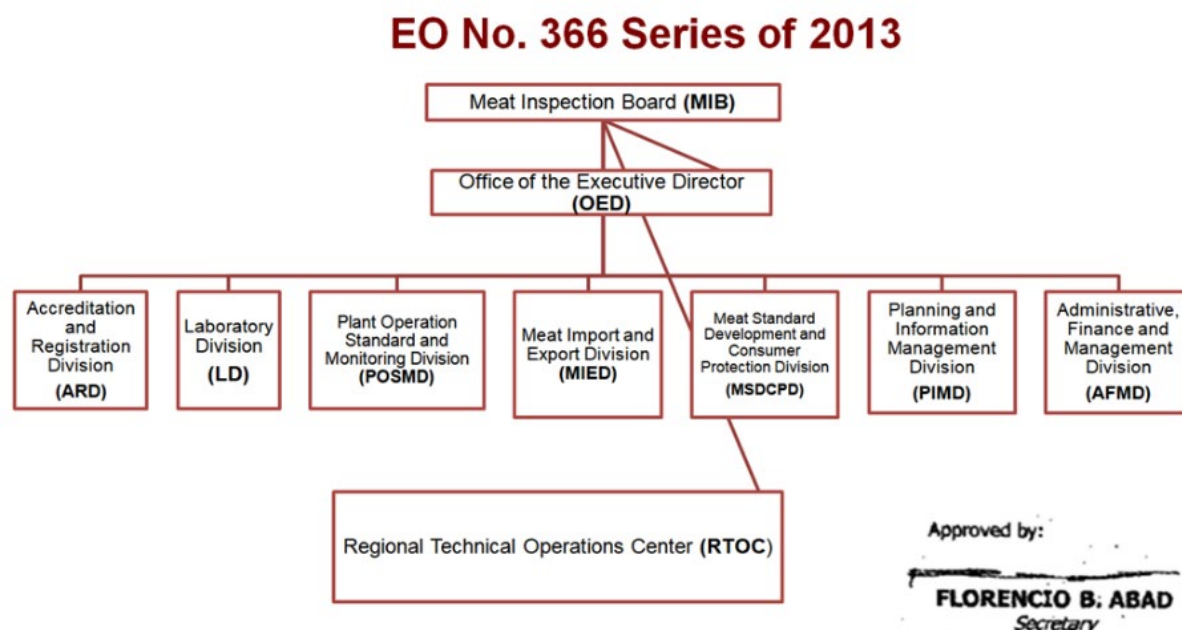 EO No. 366 Series of 2013
Meat Inspection Board (MIB)
Office of the Executive Director
(OED)
Accreditation
and
Registration
Division
(ARD)
Laboratory
Division
(LD)
Plant Operation
Standard and
Monitoring Division
(POSMD)
Meat Import and
Export Division
(MIED)
Meat Standard
Development and
Consumer
Protection Division
(MSDCPD)
Planning and
Information
Management
Division
(PIMD)
Administrative,
Finance and
Management
Division
(AFMD)
Regional Technical Operations Center (RTOC)
Approved by:
FLORENCIO B. ABAD
Secretary